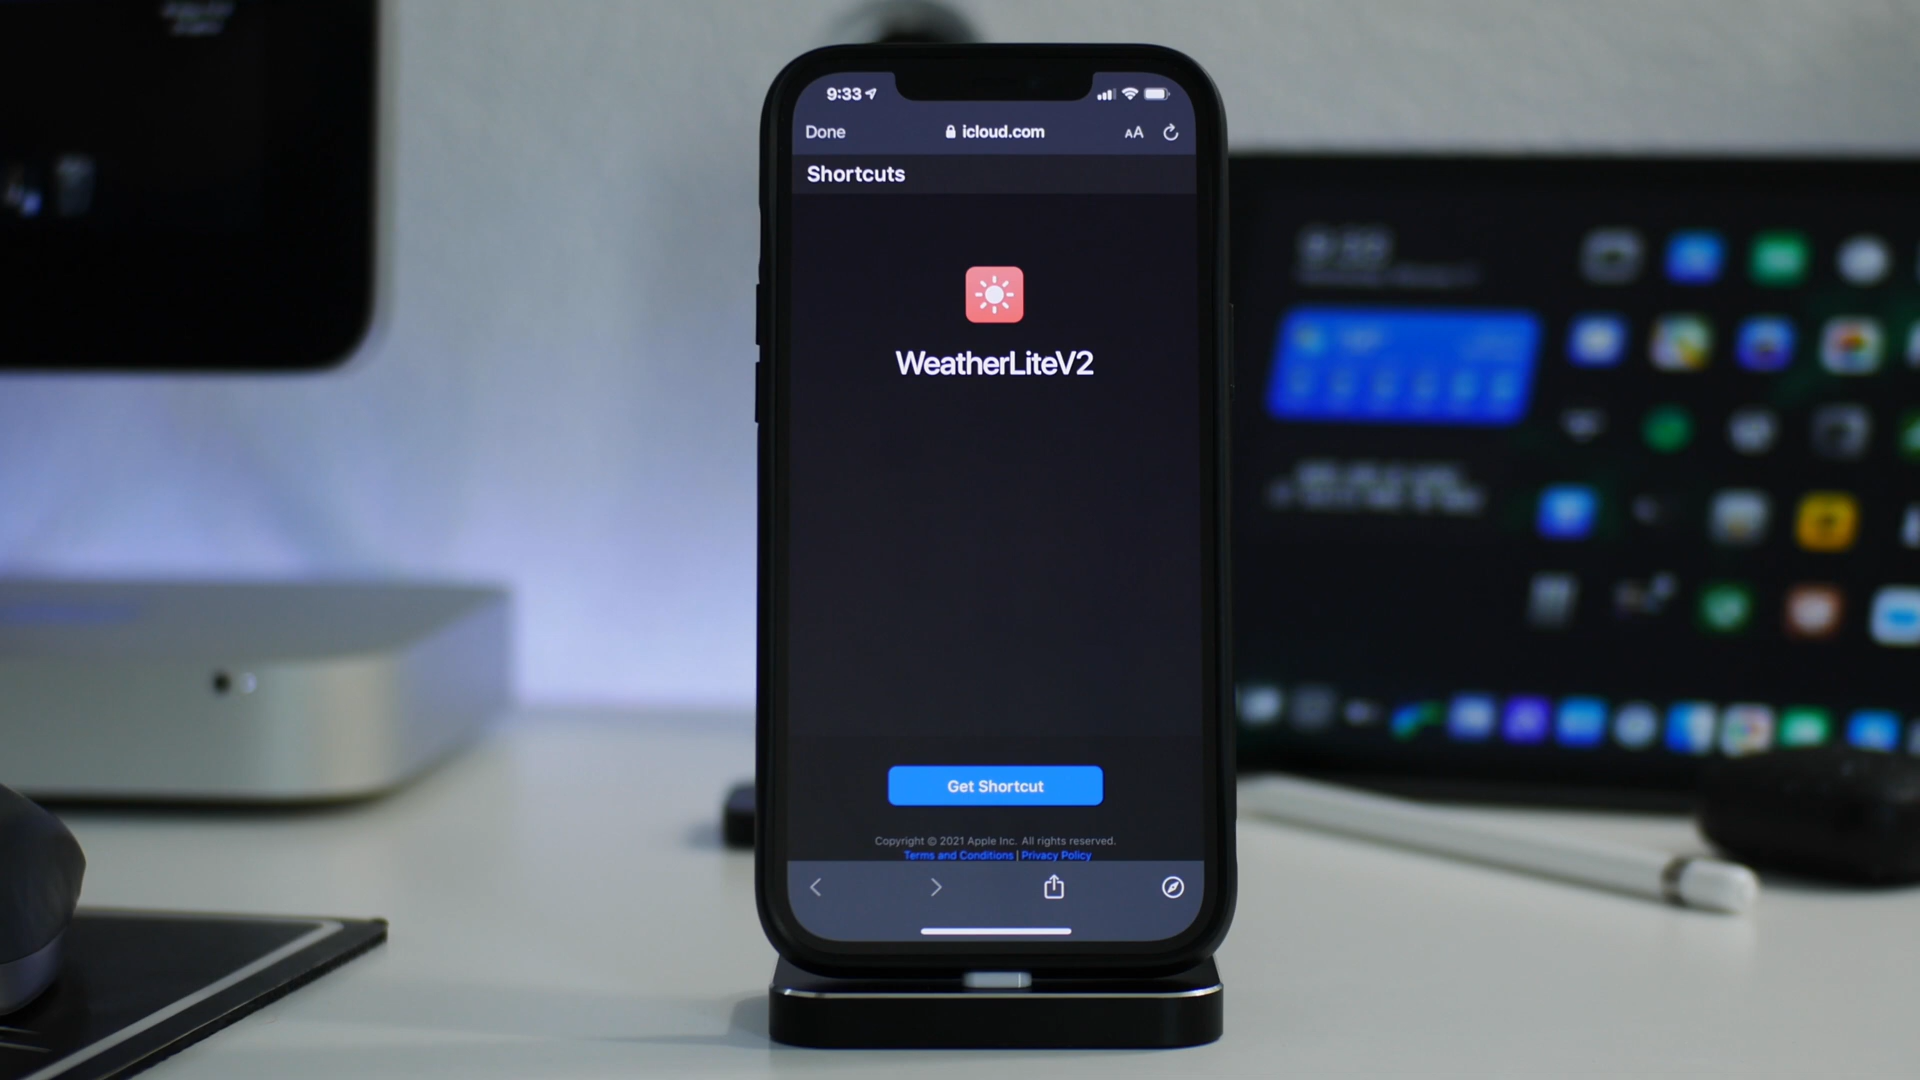 9:33
Done
icloud.com
AA
Shortcuts
WeatherLiteV2
Get Shortcut
Copyright © 2021 Apple Inc. All rights reserved.
Terms and Conditions | Privacy Policy